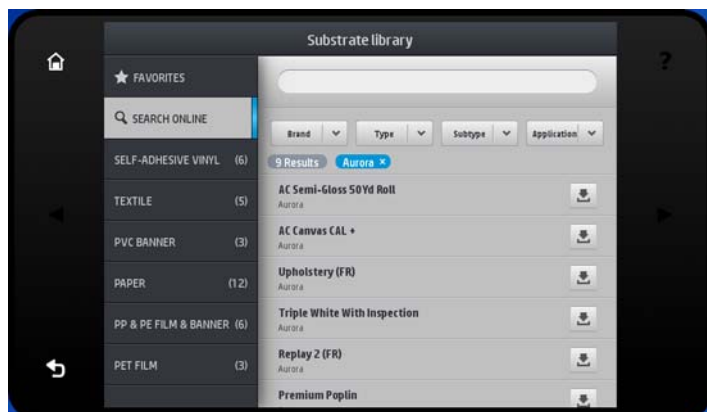 Substrate library
?
FAVORITES
SEARCH ONLINE
SELF-ADHESIVE VINYL (6)
TEXTILE (5)
PVC BANNER (3)
PAPER (12)
PP & PE FILM & BANNER (6)
PET FILM (3)
Brand Type Subtype Application
9 Results Aurora ×
AC Semi-Gloss 50Yd Roll
Aurora
AC Canvas CAL +
Aurora
Upholstery (FR)
Aurora
Triple White With Inspection
Aurora
Replay 2 (FR)
Aurora
Premium Poplin